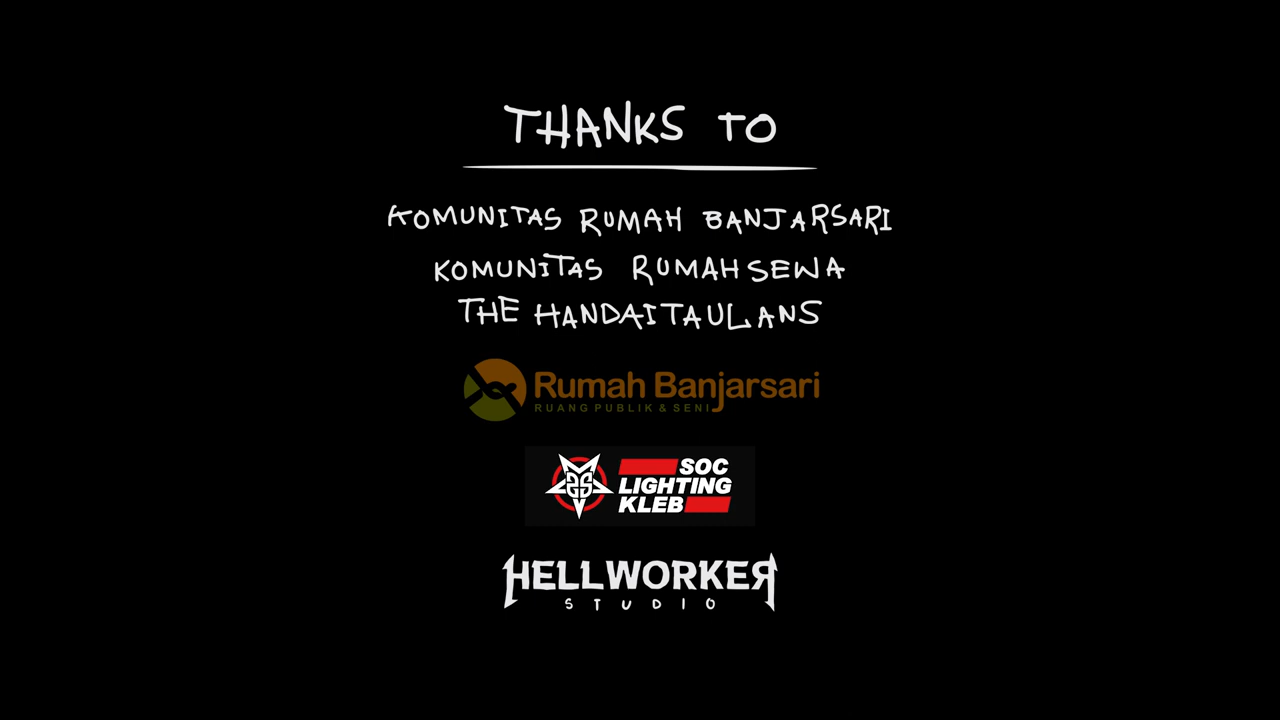 THANKS TO
KOMUNITAS RUMAH BANJARSARI
KOMUNITAS RUMAHSEWA
THE HANDAITAULANS
Rumah Banjarsari
RUANG PUBLIK & SENI
SOC
LIGHTING
KLEB
HELLWORKER
STUDIO